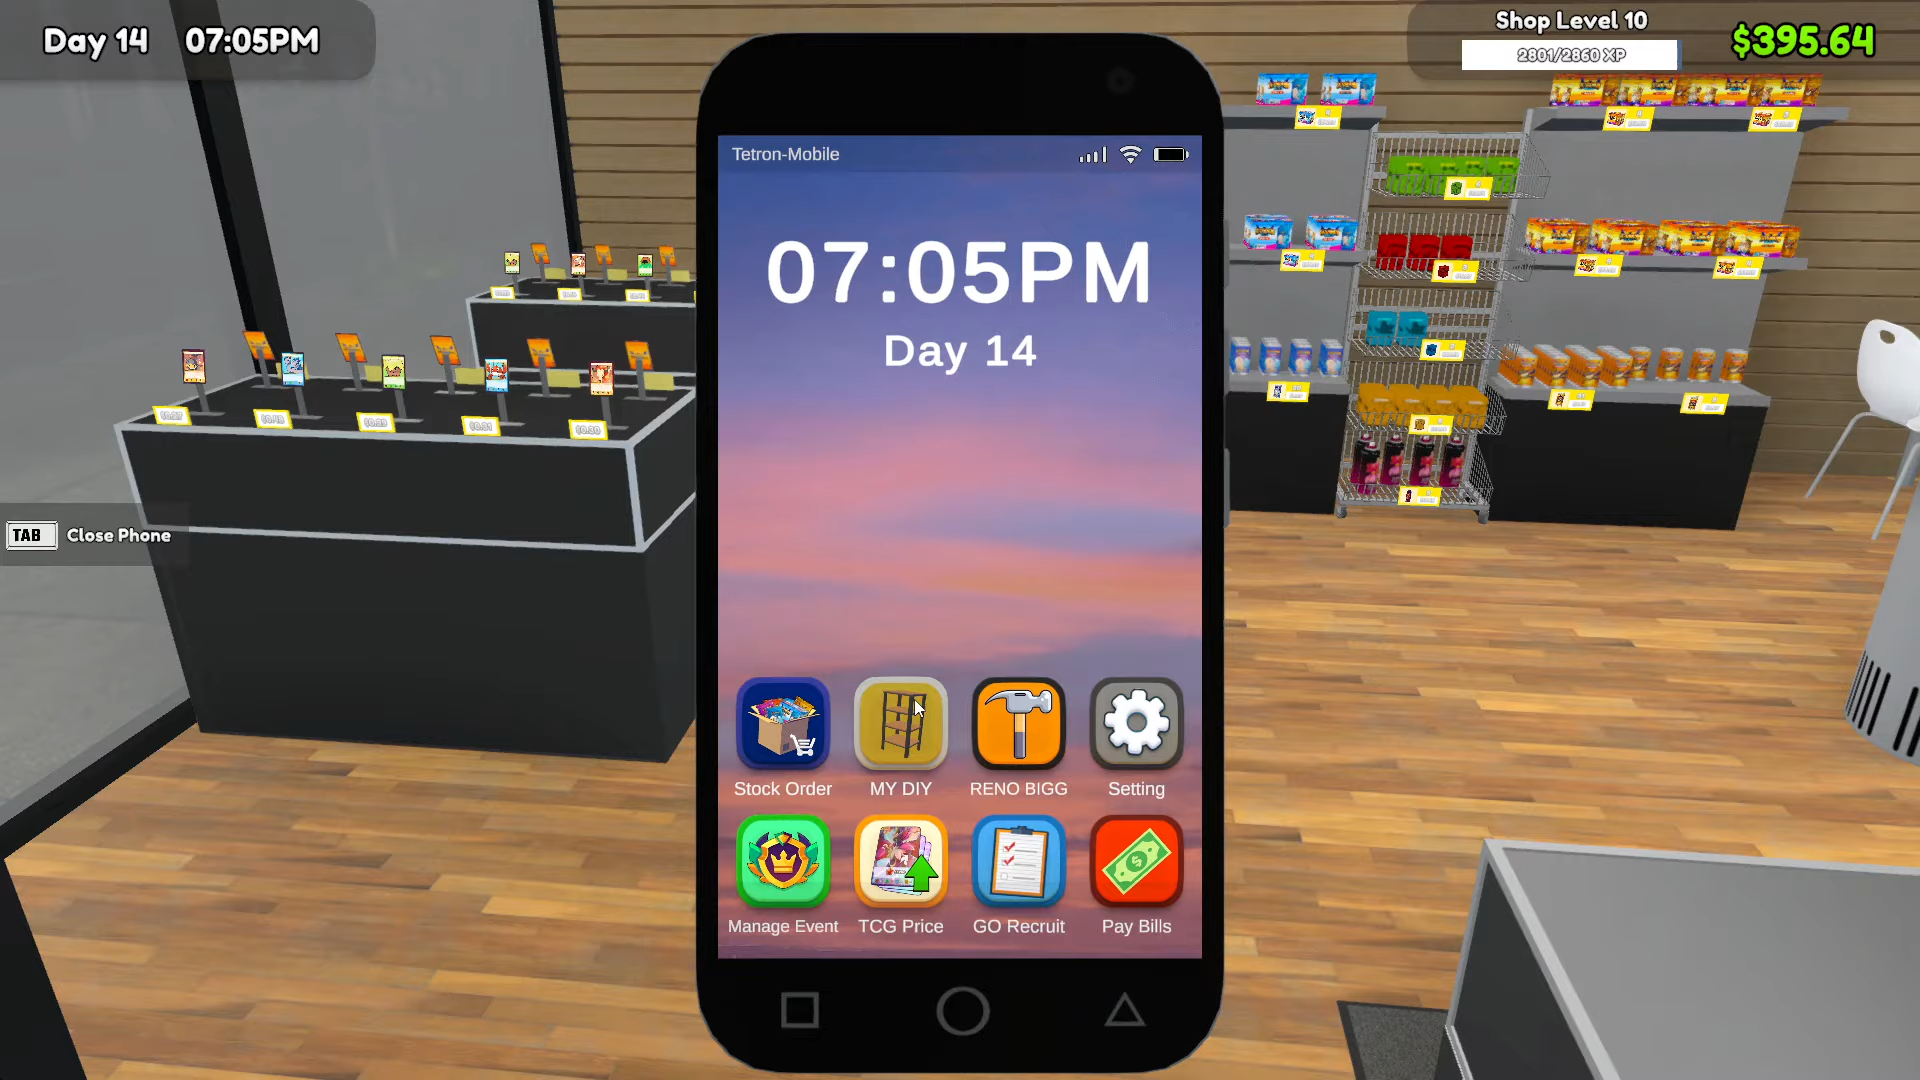 Day 14 07:05PM
Shop Level 10
2801/2860 XP
$395.64
Tetron-Mobile
07:05PM
Day 14
TAB Close Phone
Stock Order
MY DIY
RENO BIGG
Setting
Manage Event
TCG Price
GO Recruit
Pay Bills